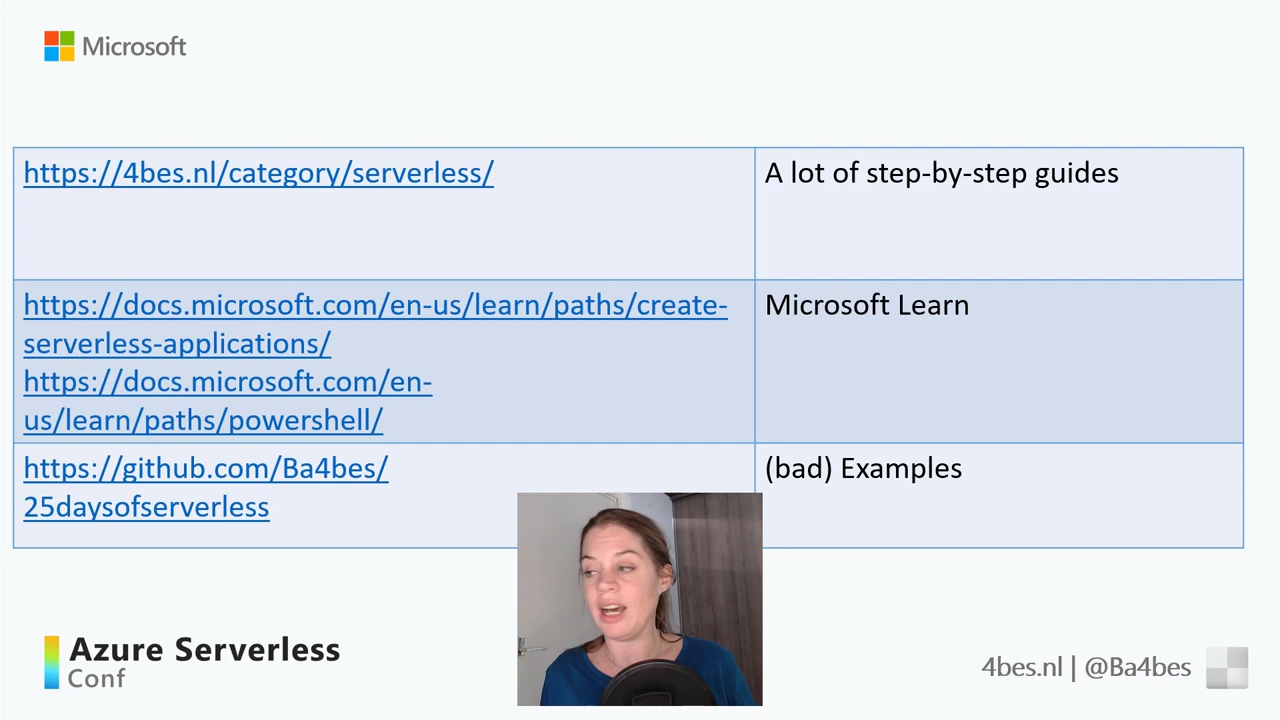 Microsoft
https://4bes.nl/category/serverless/
A lot of step-by-step guides
https://docs.microsoft.com/en-us/learn/paths/create-
serverless-applications/
https://docs.microsoft.com/en-
us/learn/paths/powershell/
Microsoft Learn
https://github.com/Ba4bes/
25daysofserverless
(bad) Examples
Azure Serverless
Conf
4bes.nl | @Ba4bes